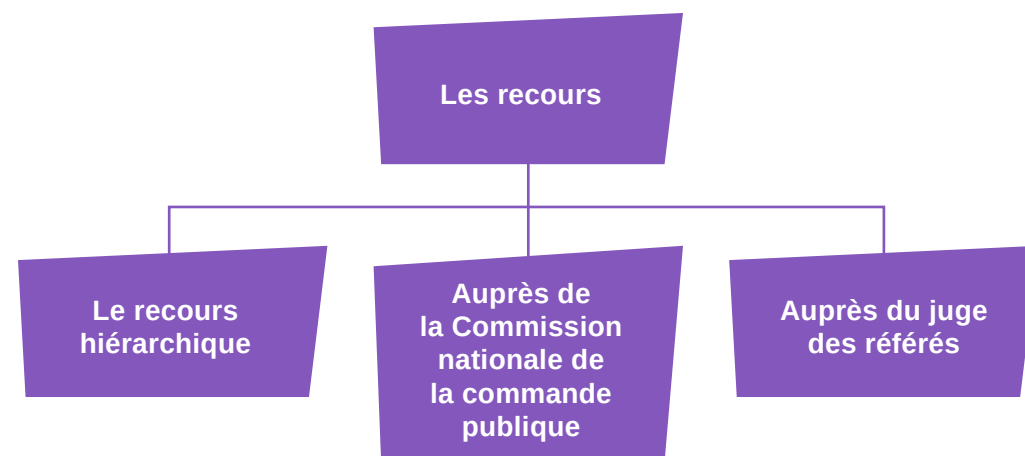 Les recours
Le recours
hiérarchique
Auprès de
la Commission
nationale de
la commande
publique
Auprès du juge
des référés